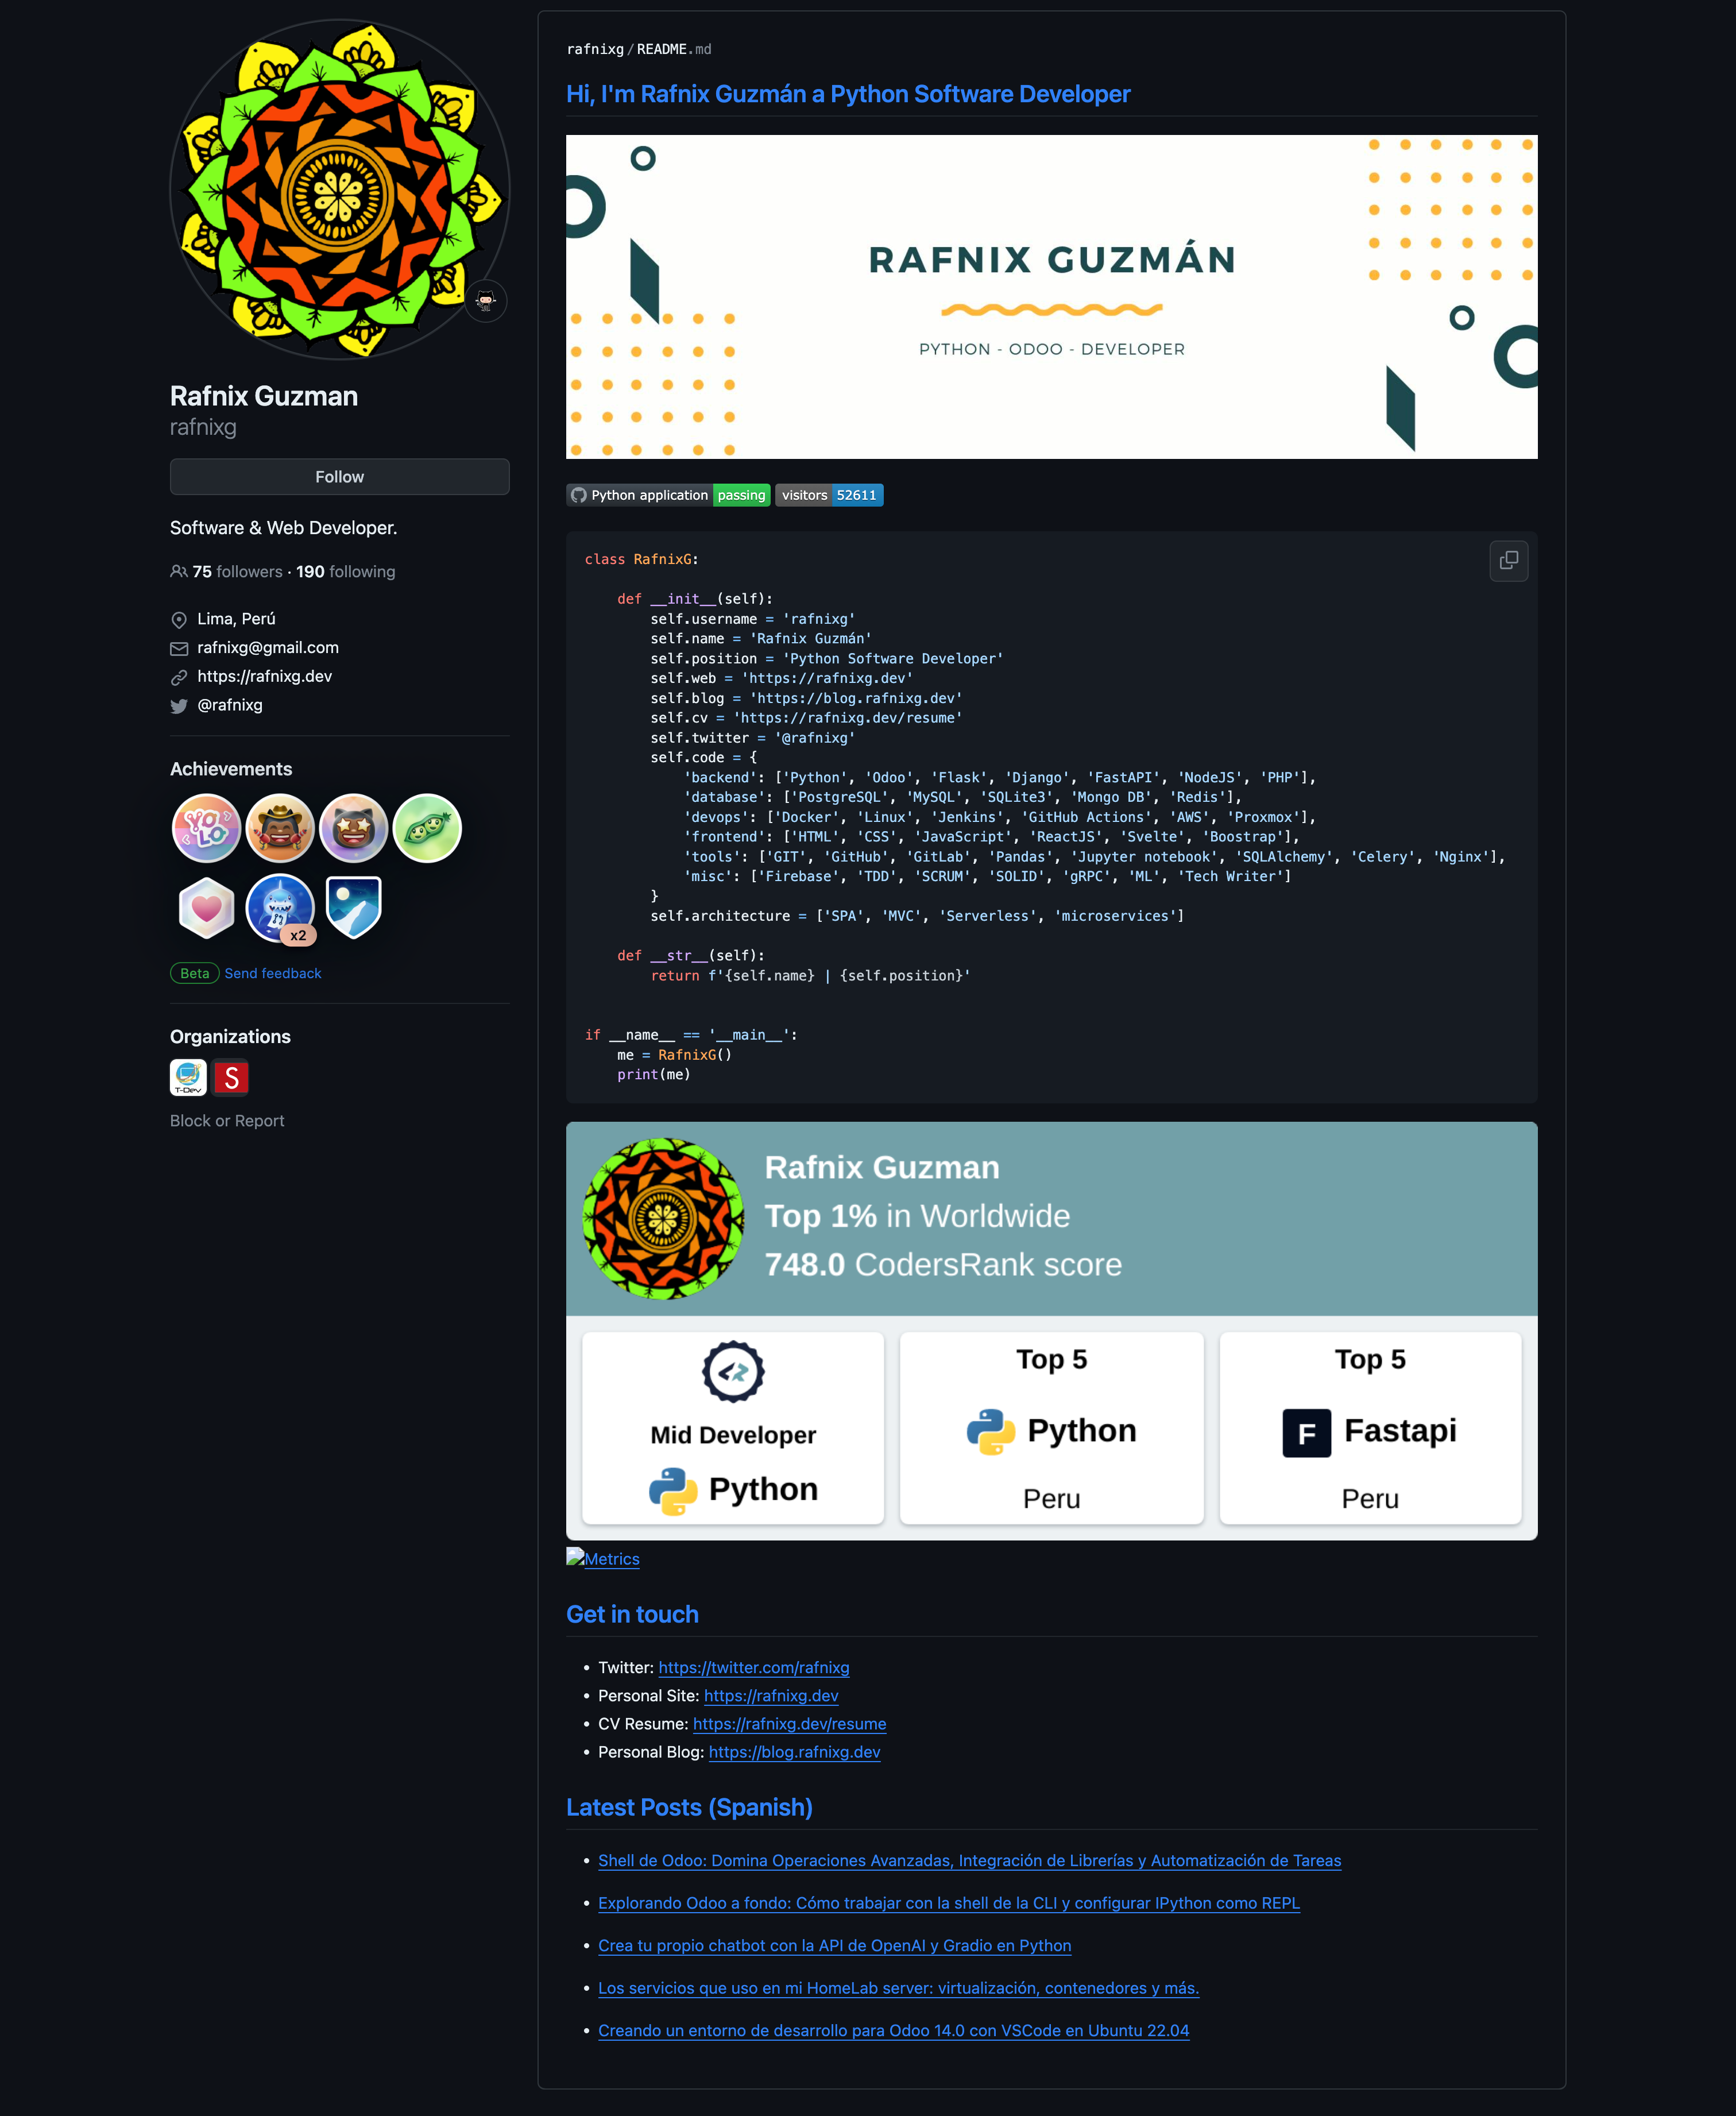 Rafnix Guzman
rafnixg
Follow
Software & Web Developer.
75 followers · 190 following
Lima, Perú
rafnixg@gmail.com
https://rafnixg.dev
@rafnixg
Achievements
YOLO
x2
Beta Send feedback
Organizations
T-Dev S
Block or Report
rafnixg/README.md
Hi, I'm Rafnix Guzmán a Python Software Developer
RAFNIX GUZMÁN
PYTHON - ODOO - DEVELOPER
Python application passing visitors 52611
class RafnixG:
    def __init__(self):
        self.username = 'rafnixg'
        self.name = 'Rafnix Guzmán'
        self.position = 'Python Software Developer'
        self.web = 'https://rafnixg.dev'
        self.blog = 'https://blog.rafnixg.dev'
        self.cv = 'https://rafnixg.dev/resume'
        self.twitter = '@rafnixg'
        self.code = {
            'backend': ['Python', 'Odoo', 'Flask', 'Django', 'FastAPI', 'NodeJS', 'PHP'],
            'database': ['PostgreSQL', 'MySQL', 'SQLite3', 'Mongo DB', 'Redis'],
            'devops': ['Docker', 'Linux', 'Jenkins', 'GitHub Actions', 'AWS', 'Proxmox'],
            'frontend': ['HTML', 'CSS', 'JavaScript', 'ReactJS', 'Svelte', 'Boostrap'],
            'tools': ['GIT', 'GitHub', 'GitLab', 'Pandas', 'Jupyter notebook', 'SQLAlchemy', 'Celery', 'Nginx'],
            'misc': ['Firebase', 'TDD', 'SCRUM', 'SOLID', 'gRPC', 'ML', 'Tech Writer']
        }
        self.architecture = ['SPA', 'MVC', 'Serverless', 'microservices']
    def __str__(self):
        return f'{self.name} | {self.position}'
if __name__ == '__main__':
    me = RafnixG()
    print(me)
Rafnix Guzman
Top 1% in Worldwide
748.0 CodersRank score
Mid Developer
Python
Top 5
Python
Peru
Top 5
F Fastapi
Peru
Metrics
Get in touch
• Twitter: https://twitter.com/rafnixg
• Personal Site: https://rafnixg.dev
• CV Resume: https://rafnixg.dev/resume
• Personal Blog: https://blog.rafnixg.dev
Latest Posts (Spanish)
• Shell de Odoo: Domina Operaciones Avanzadas, Integración de Librerías y Automatización de Tareas
• Explorando Odoo a fondo: Cómo trabajar con la shell de la CLI y configurar IPython como REPL
• Crea tu propio chatbot con la API de OpenAI y Gradio en Python
• Los servicios que uso en mi HomeLab server: virtualización, contenedores y más.
• Creando un entorno de desarrollo para Odoo 14.0 con VSCode en Ubuntu 22.04